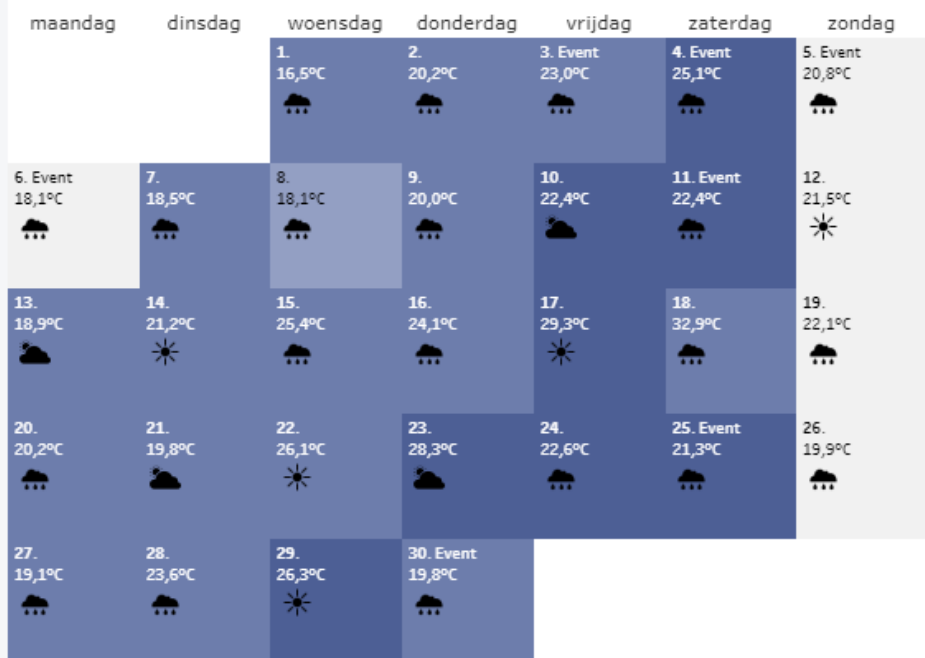 maandag dinsdag woensdag donderdag vrijdag zaterdag zondag
1. 2. 3. Event 4. Event 5. Event
16,5ºC 20,2ºC 23,0ºC 25,1ºC 20,8ºC
6. Event 7. 8. 9. 10. 11. Event 12.
18,1ºC 18,5ºC 18,1ºC 20,0ºC 22,4ºC 22,4ºC 21,5ºC
13. 14. 15. 16. 17. 18. 19.
18,9ºC 21,2ºC 25,4ºC 24,1ºC 29,3ºC 32,9ºC 22,1ºC
20. 21. 22. 23. 24. 25. Event 26.
20,2ºC 19,8ºC 26,1ºC 28,3ºC 22,6ºC 21,3ºC 19,9ºC
27. 28. 29. 30. Event
19,1ºC 23,6ºC 26,3ºC 19,8ºC